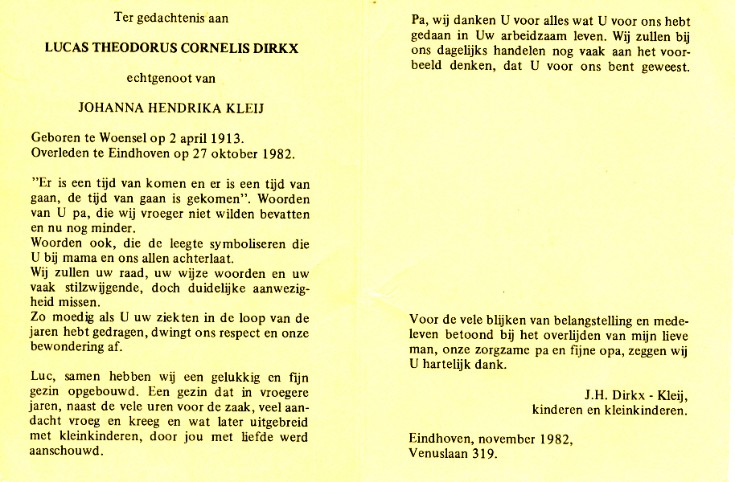 Ter gedachtenis aan
LUCAS THEODORUS CORNELIS DIRKX
echtgenoot van
JOHANNA HENDRIKA KLEIJ
Geboren te Woensel op 2 april 1913.
Overleden te Eindhoven op 27 oktober 1982.
"Er is een tijd van komen en er is een tijd van
gaan, de tijd van gaan is gekomen". Woorden
van U pa, die wij vroeger niet wilden bevatten
en nu nog minder.
Woorden ook, die de leegte symboliseren die
U bij mama en ons allen achterlaat.
Wij zullen uw raad, uw wijze woorden en uw
vaak stilzwijgende, doch duidelijke aanwezig-
heid missen.
Zo moedig als U uw ziekten in de loop van de
jaren hebt gedragen, dwingt ons respect en onze
bewondering af.
Luc, samen hebben wij een gelukkig en fijn
gezin opgebouwd. Een gezin dat in vroegere
jaren, naast de vele uren voor de zaak, veel aan-
dacht vroeg en kreeg en wat later uitgebreid
met kleinkinderen, door jou met liefde werd
aanschouwd.
Pa, wij danken U voor alles wat U voor ons hebt
gedaan in Uw arbeidzaam leven. Wij zullen bij
ons dagelijks handelen nog vaak aan het voor-
beeld denken, dat U voor ons bent geweest.
Voor de vele blijken van belangstelling en mede-
leven betoond bij het overlijden van mijn lieve
man, onze zorgzame pa en fijne opa, zeggen wij
U hartelijk dank.
J.H. Dirkx - Kleij,
kinderen en kleinkinderen.
Eindhoven, november 1982,
Venuslaan 319.